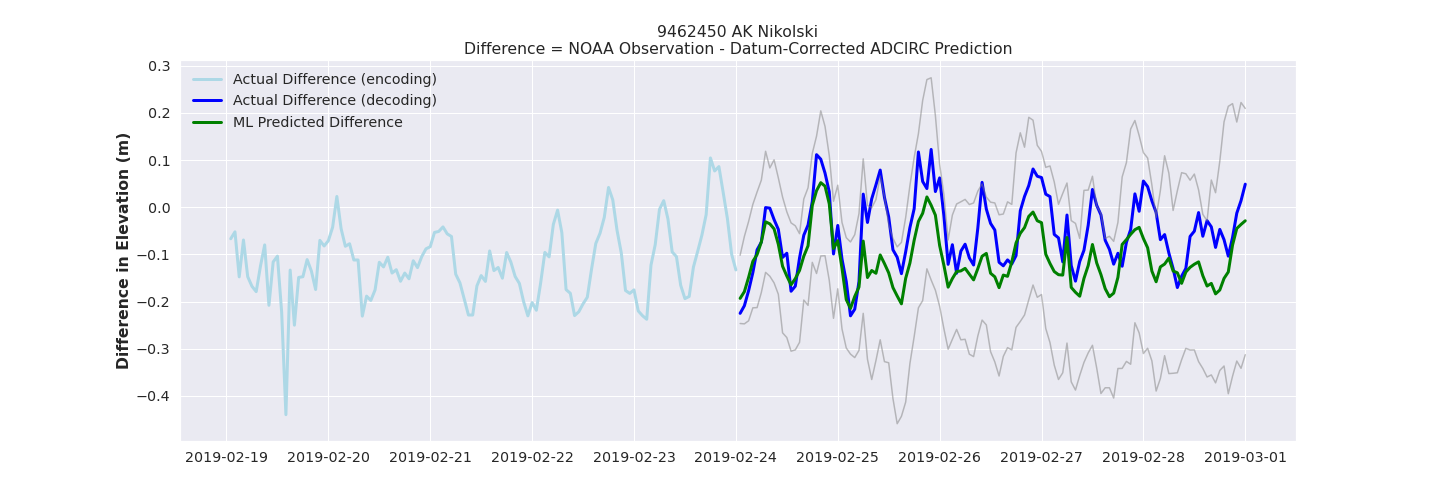 9462450 AK Nikolski
Difference = NOAA Observation - Datum-Corrected ADCIRC Prediction
Actual Difference (encoding)
Actual Difference (decoding)
ML Predicted Difference
Difference in Elevation (m)
0.3
0.2
0.1
0.0
−0.1
−0.2
−0.3
−0.4
2019-02-19 2019-02-20 2019-02-21 2019-02-22 2019-02-23 2019-02-24 2019-02-25 2019-02-26 2019-02-27 2019-02-28 2019-03-01